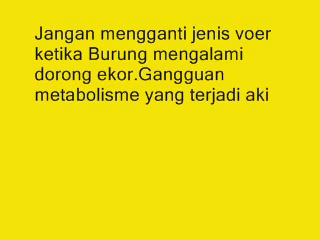 Jangan mengganti jenis voer
ketika Burung mengalami
dorong ekor.Gangguan
metabolisme yang terjadi aki